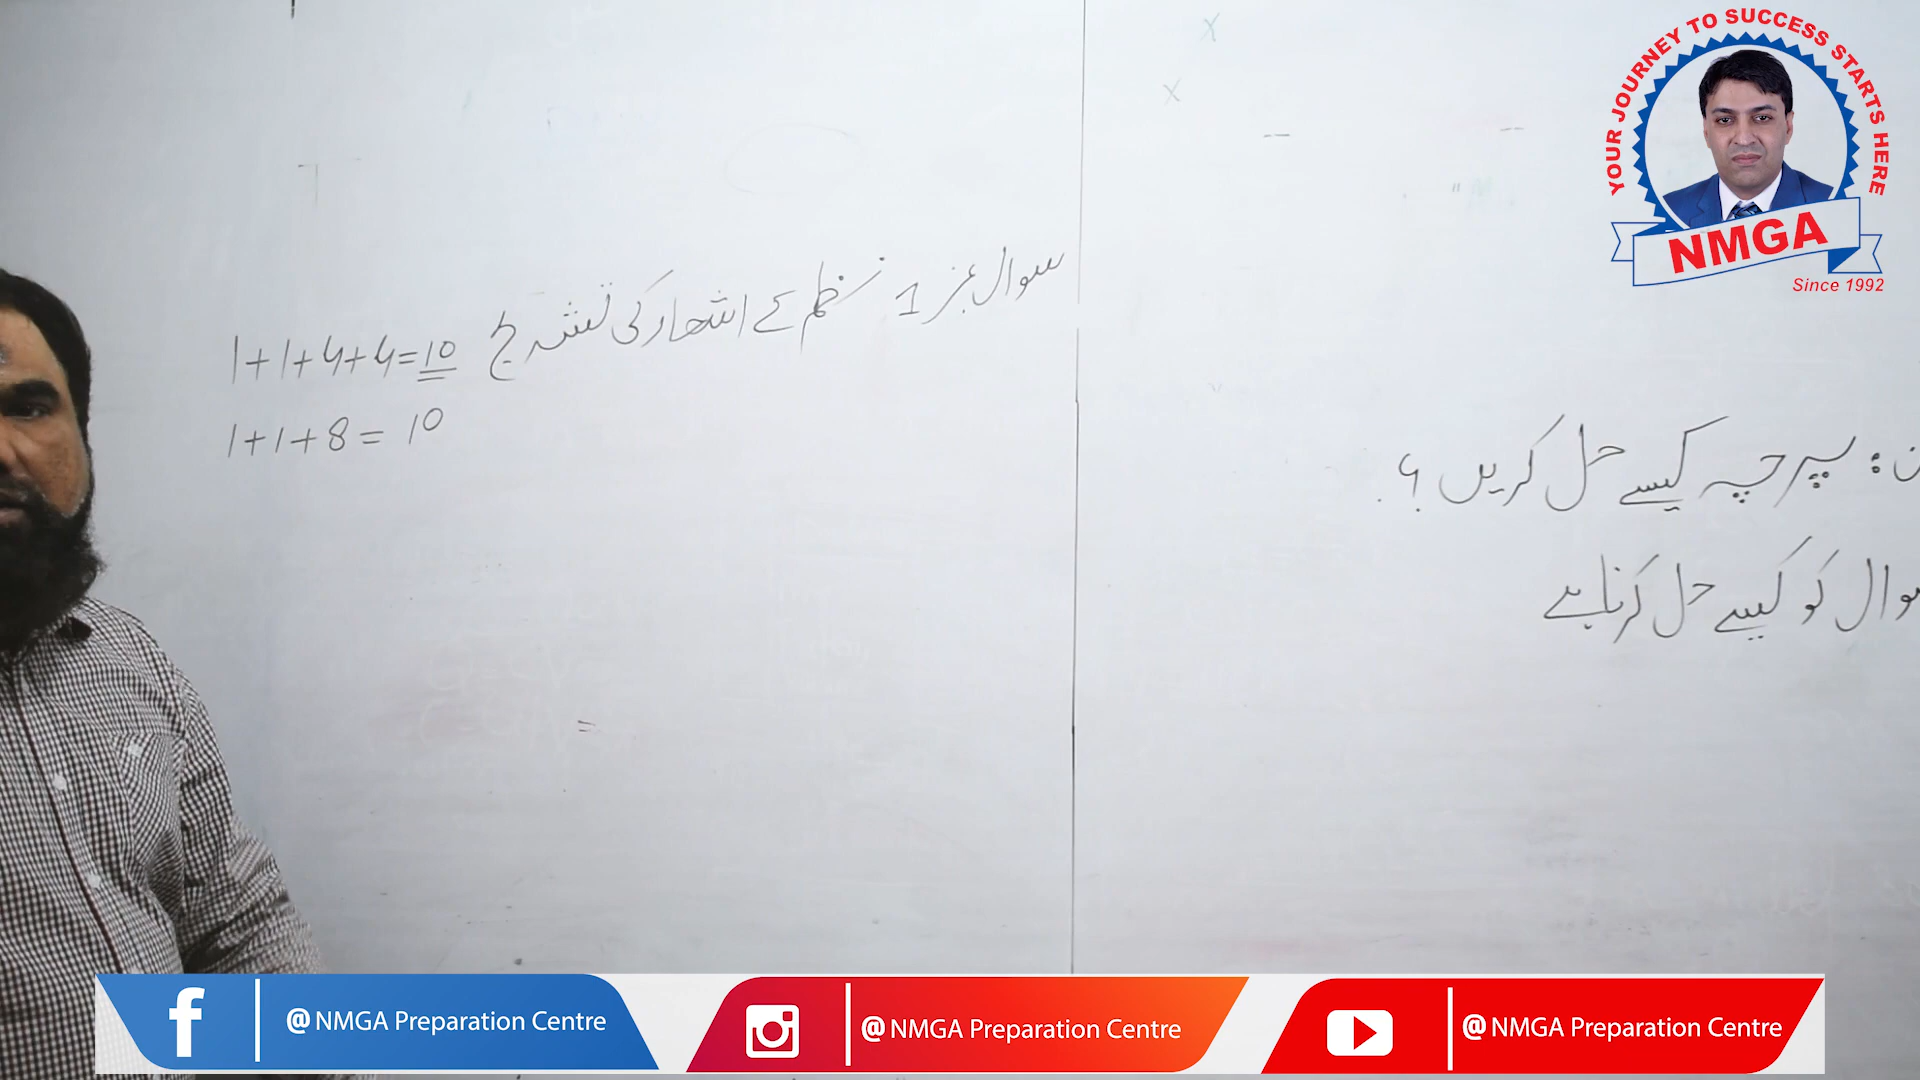 YOUR JOURNEY TO SUCCESS STARTS HERE
NMGA
Since 1992
سوال نمبر 1 نظم کے اشعار کی تشریح 1+1+4+4=10
1+1+8=10
: پرچہ کیسے حل کریں ؟
کو کیسے حل کرنا ہے
@NMGA Preparation Centre
@NMGA Preparation Centre
@NMGA Preparation Centre